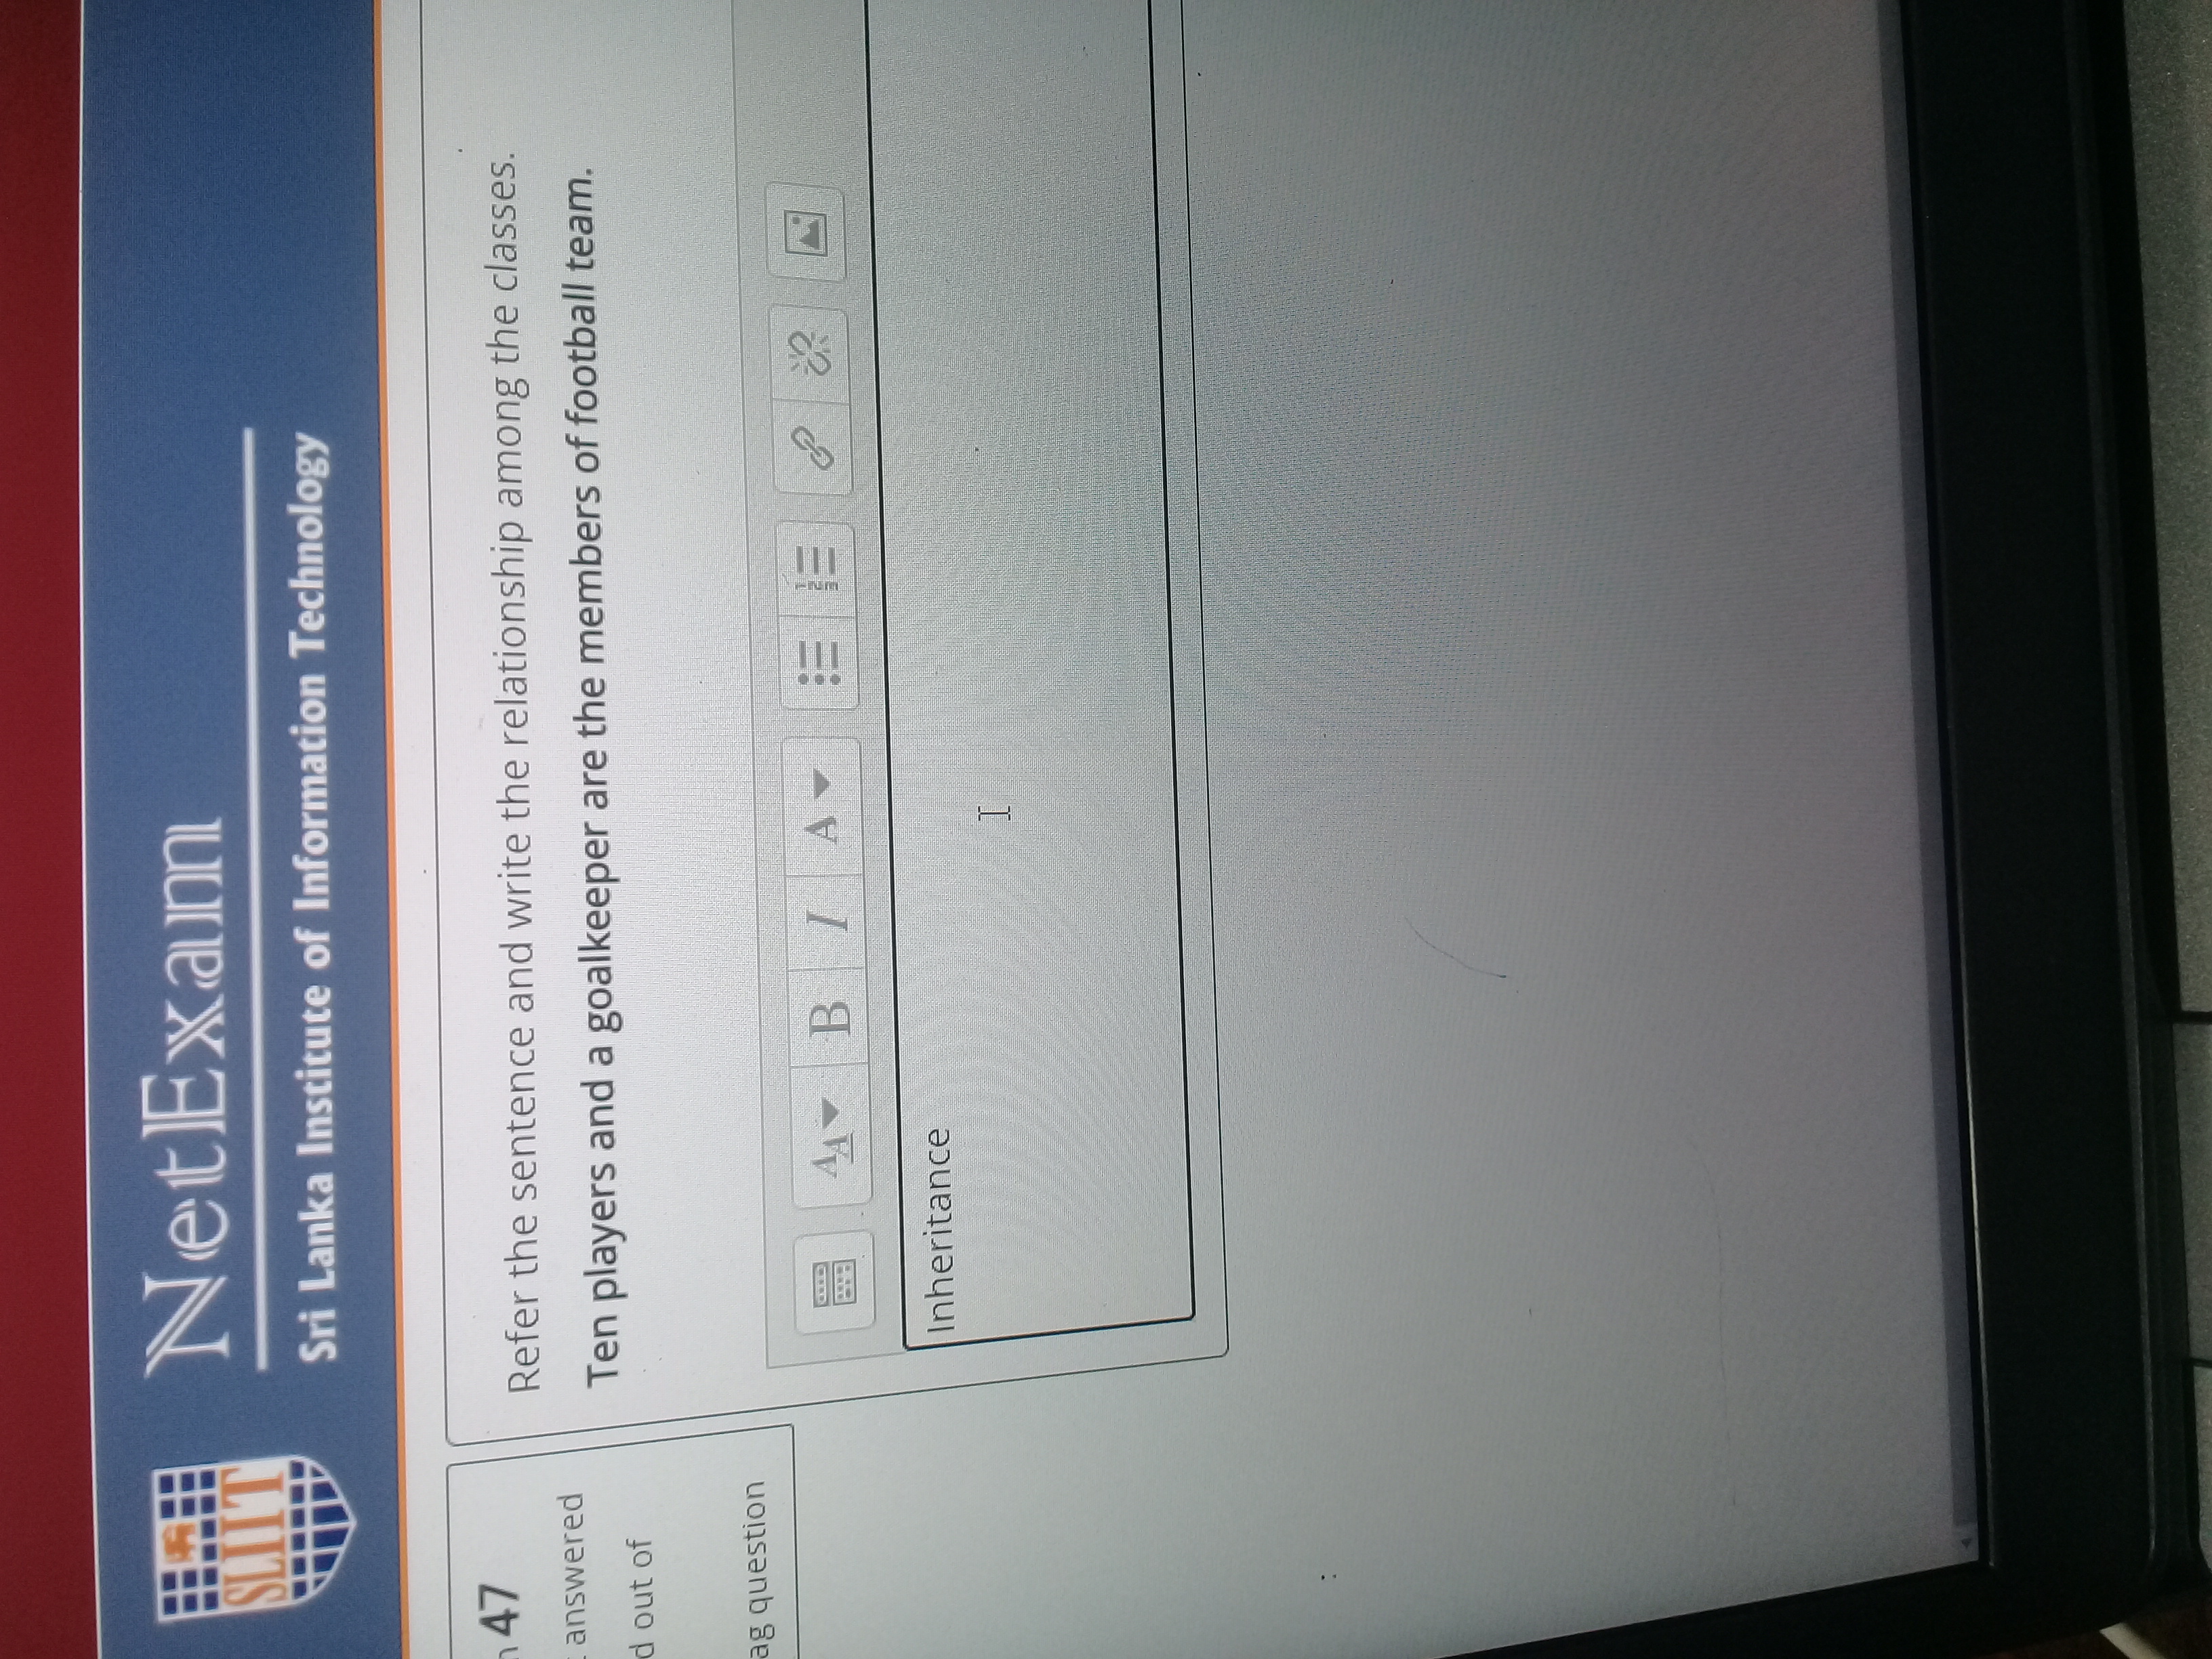 SLIIT
NetExam
Sri Lanka Institute of Information Technology
47
answered
d out of
ag question
Refer the sentence and write the relationship among the classes.
Ten players and a goalkeeper are the members of football team.
Inheritance